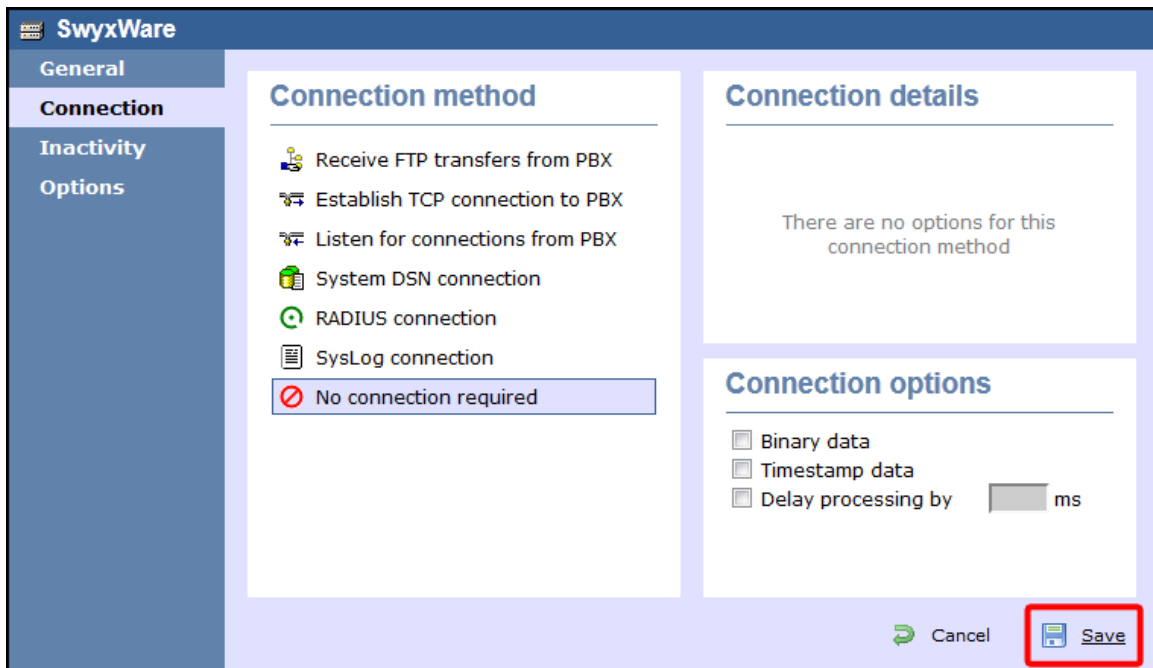 SwyxWare
General
Connection
Inactivity
Options
Connection method
Receive FTP transfers from PBX
Establish TCP connection to PBX
Listen for connections from PBX
System DSN connection
RADIUS connection
SysLog connection
No connection required
Connection details
There are no options for this
connection method
Connection options
Binary data
Timestamp data
Delay processing by ms
Cancel
Save